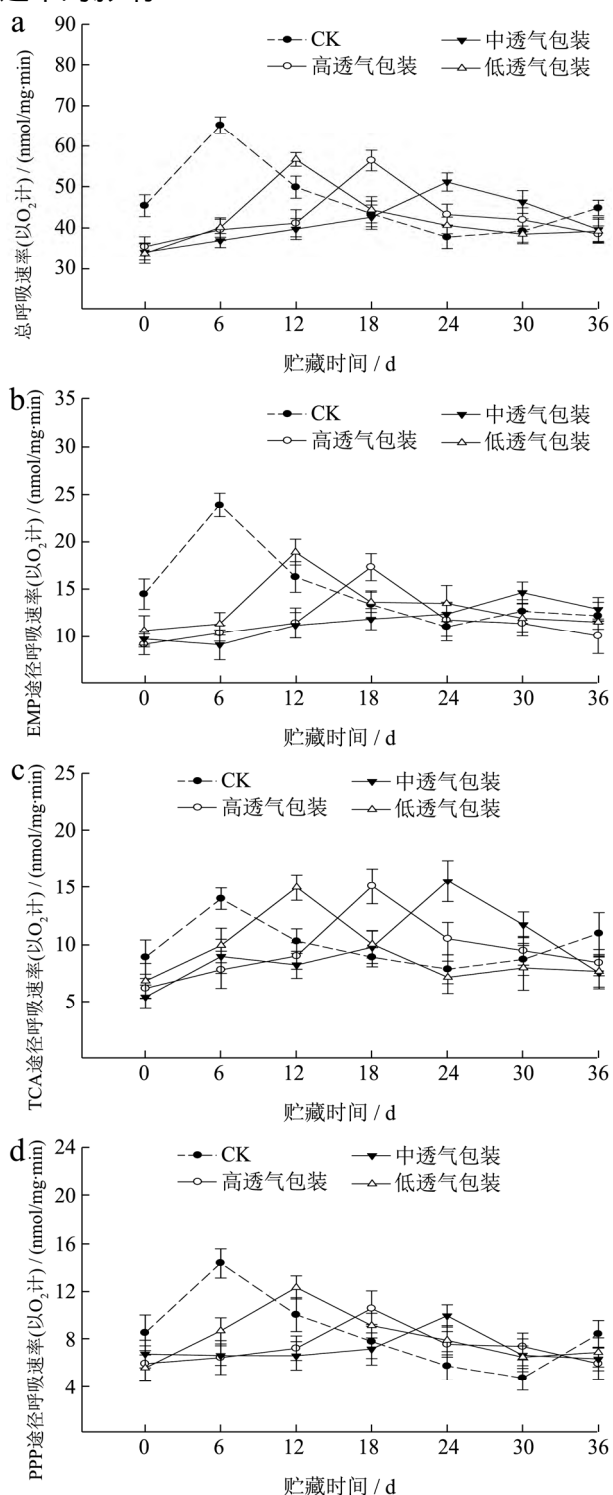 a
90
80
70
60
50
40
30
CK
中透气包装
高透气包装
低透气包装
总呼吸速率(以O₂计) / (nmol/mg·min)
0 6 12 18 24 30 36
贮藏时间 / d
b
35
30
25
20
15
10
CK
中透气包装
高透气包装
低透气包装
EMP途径呼吸速率(以O₂计) / (nmol/mg·min)
0 6 12 18 24 30 36
贮藏时间 / d
c
25
20
15
10
5
CK
中透气包装
高透气包装
低透气包装
TCA途径呼吸速率(以O₂计) / (nmol/mg·min)
0 6 12 18 24 30 36
贮藏时间 / d
d
24
20
16
12
8
4
CK
中透气包装
高透气包装
低透气包装
PPP途径呼吸速率(以O₂计) / (nmol/mg·min)
0 6 12 18 24 30 36
贮藏时间 / d